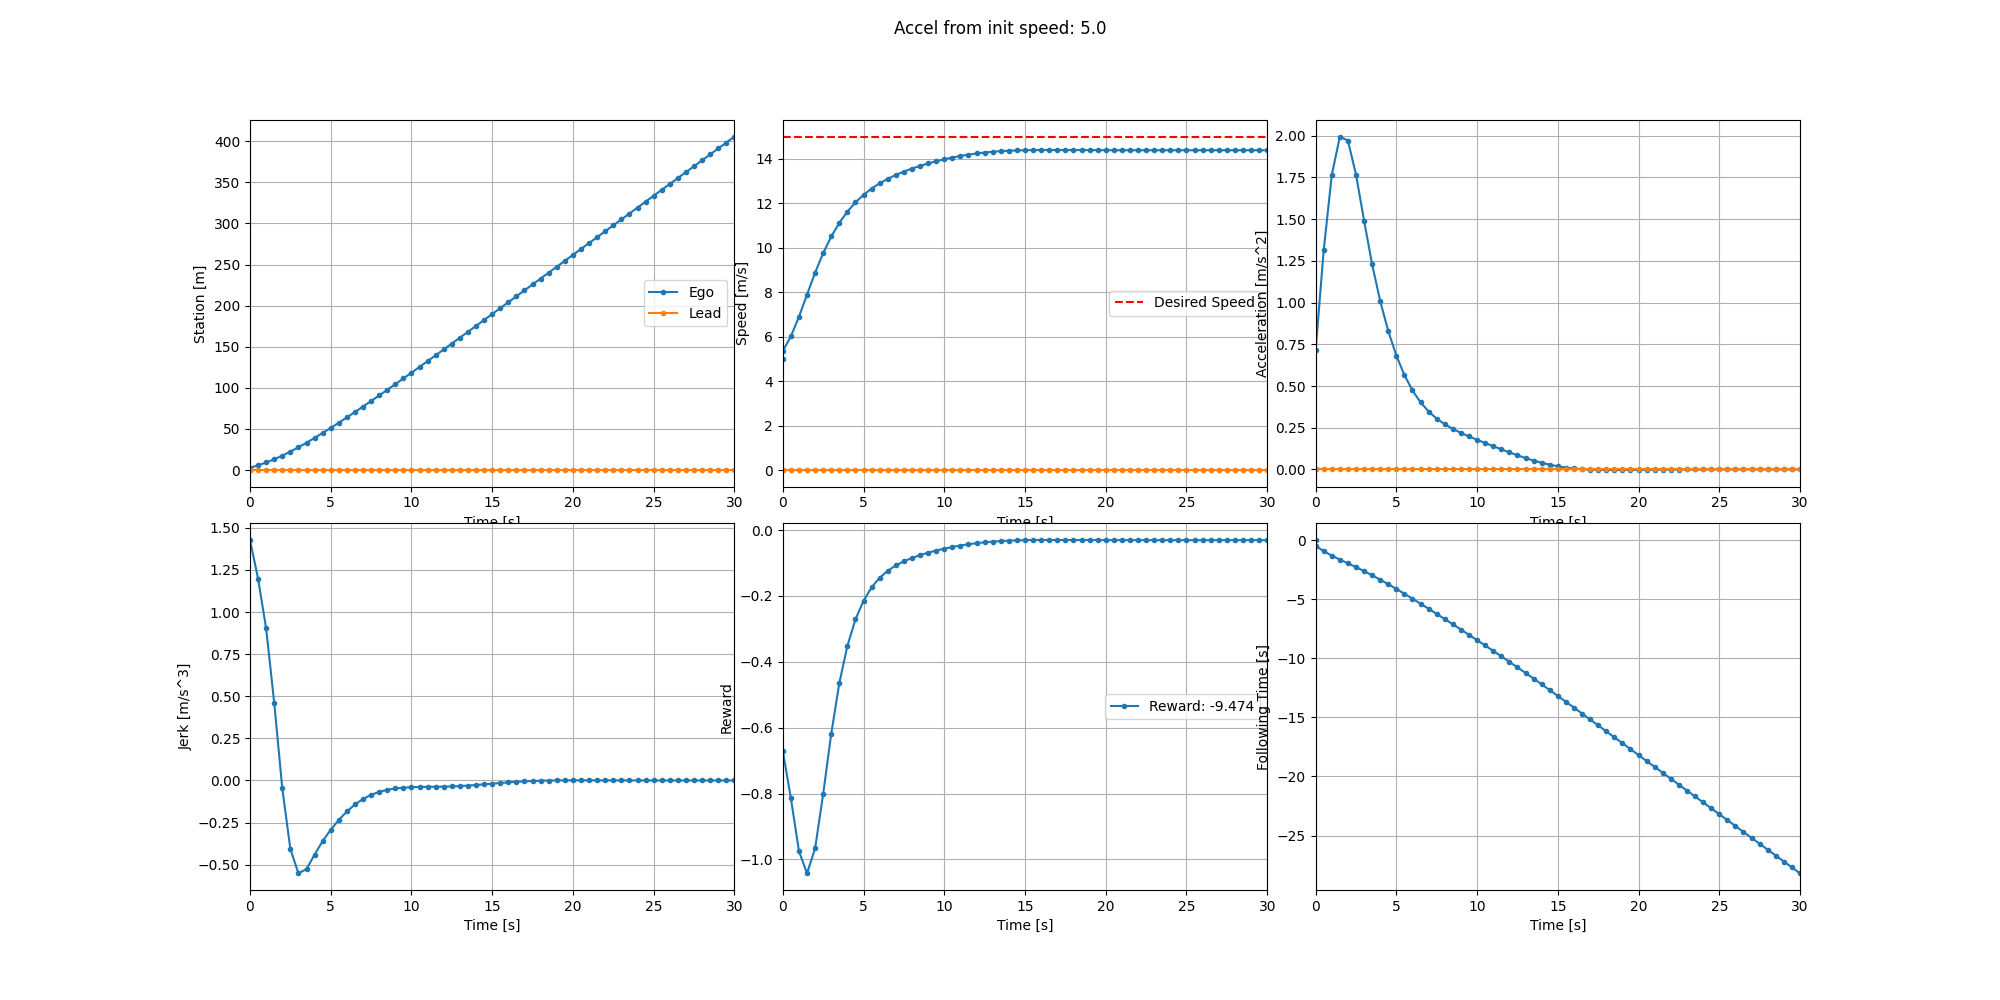 Accel from init speed: 5.0
Station [m]
400
350
300
250
200
150
100
50
0
Ego
Lead
0 5 10 15 20 25 30
Time [s]
Speed [m/s]
14
12
10
8
6
4
2
0
Desired Speed
0 5 10 15 20 25 30
Time [s]
Acceleration [m/s^2]
2.00
1.75
1.50
1.25
1.00
0.75
0.50
0.25
0.00
0 5 10 15 20 25 30
Time [s]
Jerk [m/s^3]
1.50
1.25
1.00
0.75
0.50
0.25
0.00
−0.25
−0.50
0 5 10 15 20 25 30
Time [s]
Reward
0.0
−0.2
−0.4
−0.6
−0.8
−1.0
Reward: -9.474
0 5 10 15 20 25 30
Time [s]
Following Time [s]
0
−5
−10
−15
−20
−25
0 5 10 15 20 25 30
Time [s]